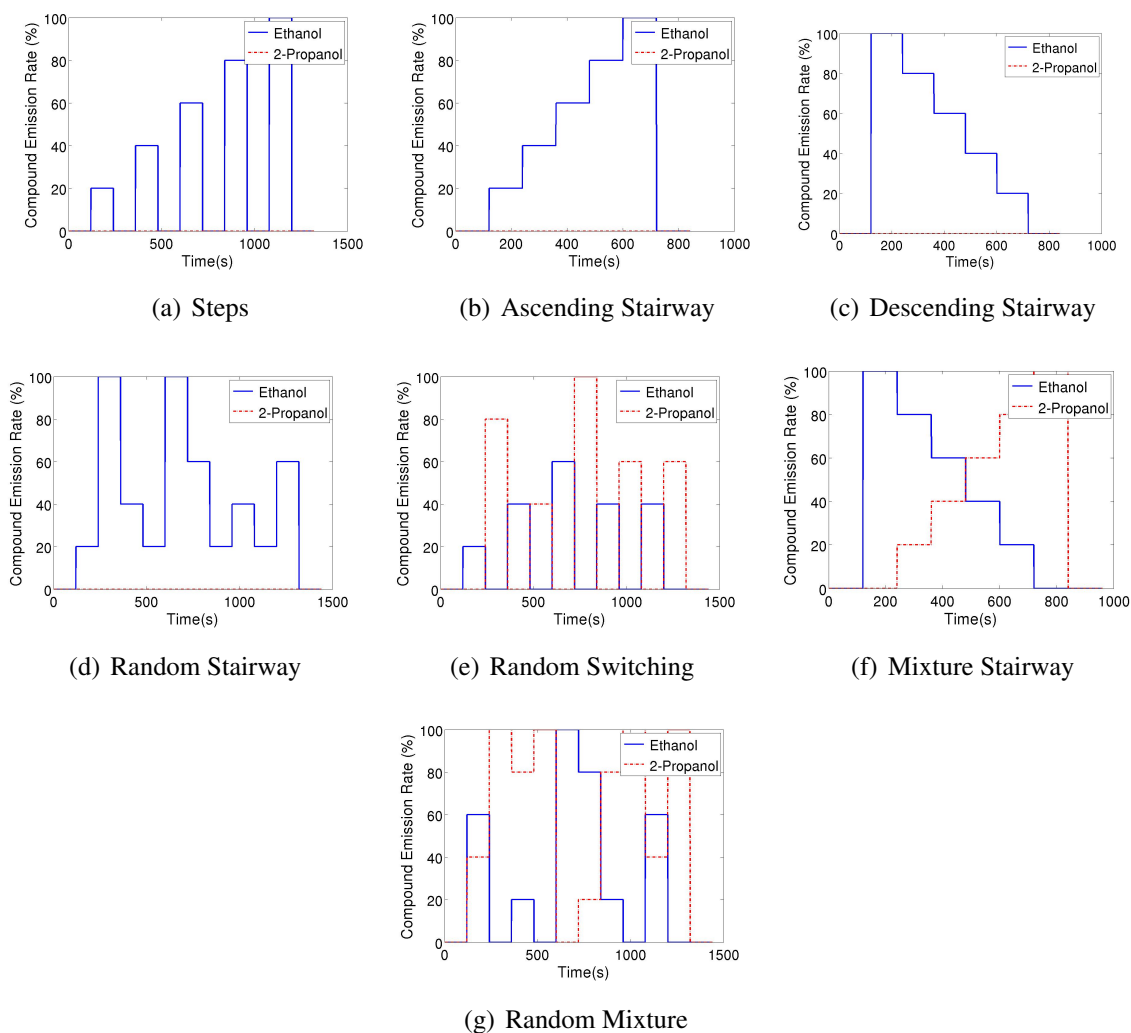 Compound Emission Rate (%)
100
80
60
40
20
0
0 500 1000 1500
Time(s)
Ethanol
2-Propanol
(a) Steps
Compound Emission Rate (%)
100
80
60
40
20
0
0 200 400 600 800 1000
Time(s)
Ethanol
2-Propanol
(b) Ascending Stairway
Compound Emission Rate (%)
100
80
60
40
20
0
0 200 400 600 800 1000
Time(s)
Ethanol
2-Propanol
(c) Descending Stairway
Compound Emission Rate (%)
100
80
60
40
20
0
0 500 1000 1500
Time(s)
Ethanol
2-Propanol
(d) Random Stairway
Compound Emission Rate (%)
100
80
60
40
20
0
0 500 1000 1500
Time(s)
Ethanol
2-Propanol
(e) Random Switching
Compound Emission Rate (%)
100
80
60
40
20
0
0 200 400 600 800 1000
Time(s)
Ethanol
2-Propanol
(f) Mixture Stairway
Compound Emission Rate (%)
100
80
60
40
20
0
0 500 1000 1500
Time(s)
Ethanol
2-Propanol
(g) Random Mixture